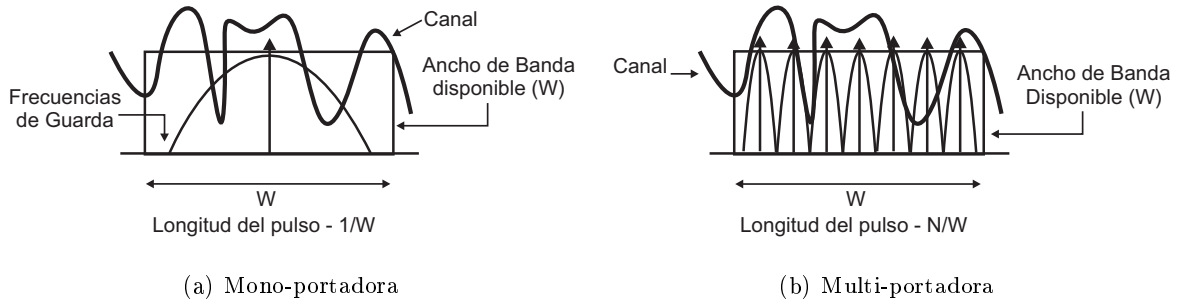 Canal
Ancho de Banda
disponible (W)
Frecuencias
de Guarda
W
Longitud del pulso - 1/W
(a) Mono-portadora
Canal
Ancho de Banda
Disponible (W)
W
Longitud del pulso - N/W
(b) Multi-portadora